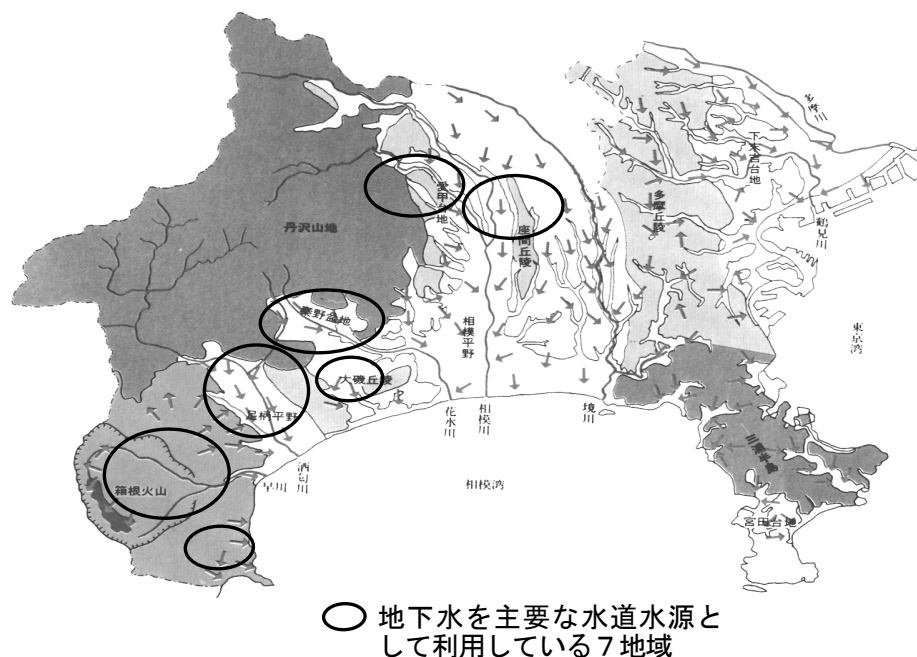 多摩川
下末吉台地
愛甲台地
多摩丘陵
鶴見川
丹沢山地
座間丘陵
秦野盆地
相模平野
東京湾
大磯丘陵
足柄平野
花水川
相模川
境川
酒匂川
早川
箱根火山
相模湾
三浦半島
宮田台地
地下水を主要な水道水源と
して利用している7地域